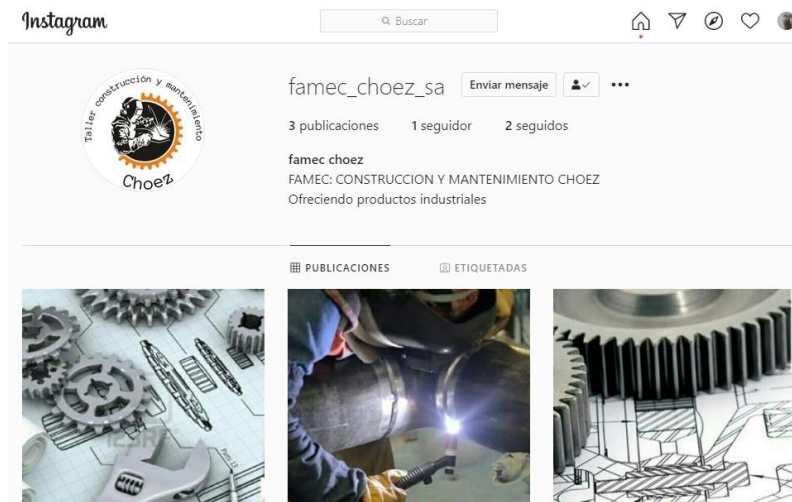 Instagram
Buscar
famec_choez_sa
Enviar mensaje
3 publicaciones
1 seguidor
2 seguidos
famec choez
FAMEC: CONSTRUCCION Y MANTENIMIENTO CHOEZ
Ofreciendo productos industriales
Taller construcción y mantenimiento
Choez
PUBLICACIONES
ETIQUETADAS
123RF